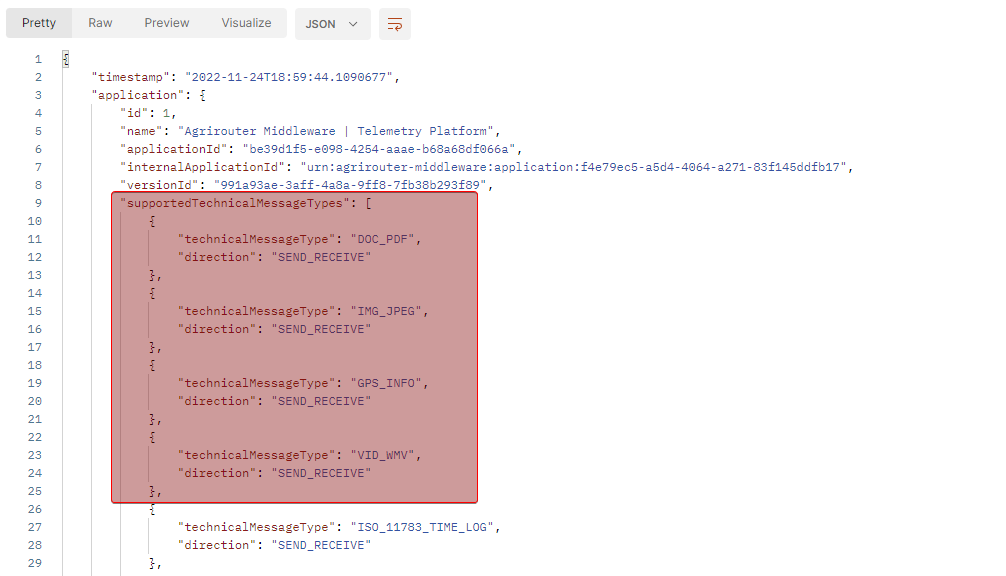 Pretty Raw Preview Visualize JSON
1 {
2 "timestamp": "2022-11-24T18:59:44.1090677",
3 "application": {
4 "id": 1,
5 "name": "Agrirouter Middleware | Telemetry Platform",
6 "applicationId": "be39d1f5-e098-4254-aaae-b68a68df066a",
7 "internalApplicationId": "urn:agrirouter-middleware:application:f4e79ec5-a5d4-4064-a271-83f145ddfb17",
8 "versionId": "991a93ae-3aff-4a8a-9ff8-7fb38b293f89",
9 "supportedTechnicalMessageTypes": [
10 {
11 "technicalMessageType": "DOC_PDF",
12 "direction": "SEND_RECEIVE"
13 },
14 {
15 "technicalMessageType": "IMG_JPEG",
16 "direction": "SEND_RECEIVE"
17 },
18 {
19 "technicalMessageType": "GPS_INFO",
20 "direction": "SEND_RECEIVE"
21 },
22 {
23 "technicalMessageType": "VID_WMV",
24 "direction": "SEND_RECEIVE"
25 },
26 {
27 "technicalMessageType": "ISO_11783_TIME_LOG",
28 "direction": "SEND_RECEIVE"
29 },